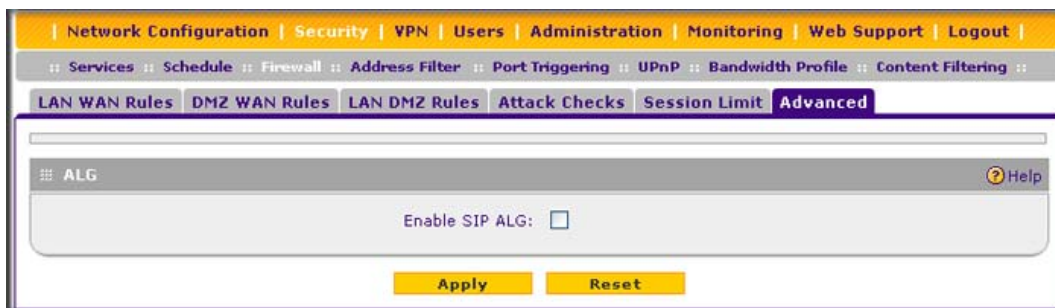 | Network Configuration | Security | VPN | Users | Administration | Monitoring | Web Support | Logout |
:: Services :: Schedule :: Firewall :: Address Filter :: Port Triggering :: UPnP :: Bandwidth Profile :: Content Filtering ::
LAN WAN Rules DMZ WAN Rules LAN DMZ Rules Attack Checks Session Limit Advanced
ALG ? Help
Enable SIP ALG:
Apply Reset